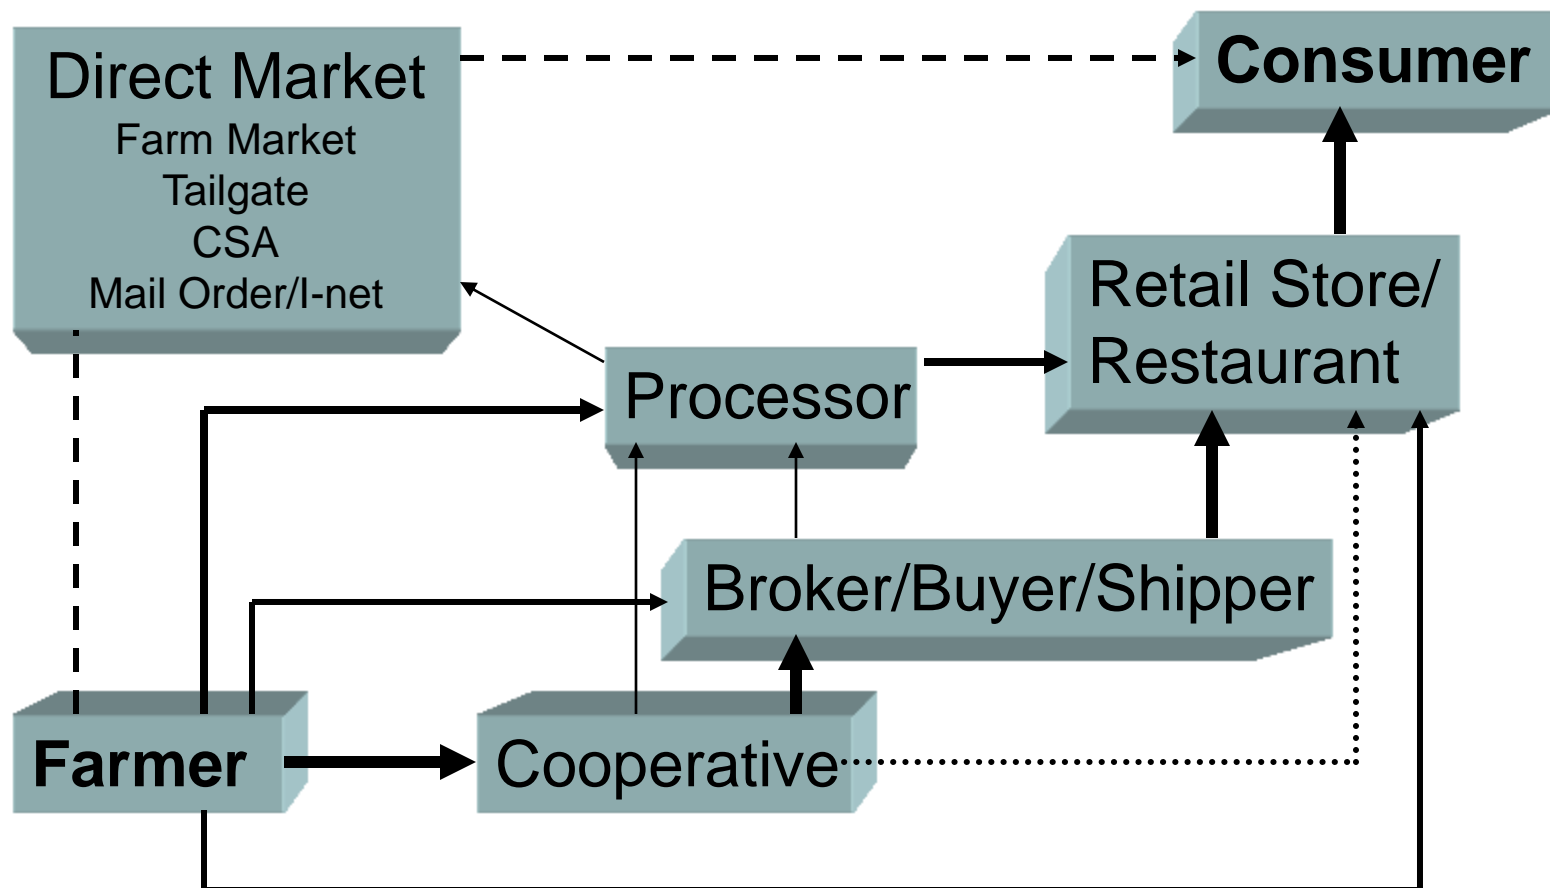 Direct Market
Farm Market
Tailgate
CSA
Mail Order/I-net
Consumer
Retail Store/
Restaurant
Processor
Broker/Buyer/Shipper
Farmer
Cooperative